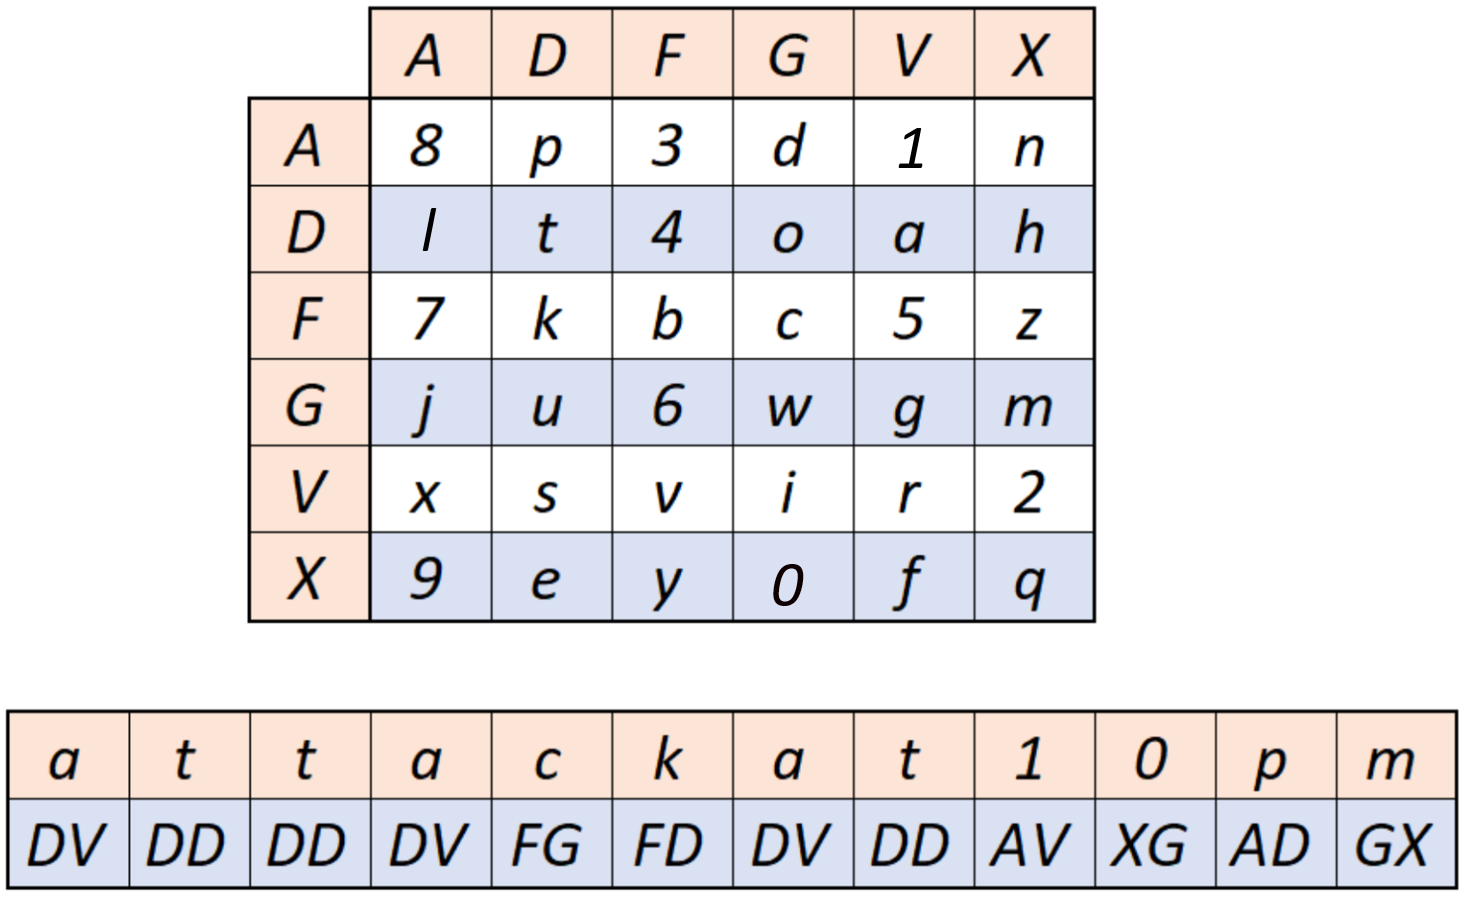 A D F G V X
A 8 p 3 d 1 n
D l t 4 o a h
F 7 k b c 5 z
G j u 6 w g m
V x s v i r 2
X 9 e y 0 f q
a t t a c k a t 1 0 p m
DV DD DD DV FG FD DV DD AV XG AD GX